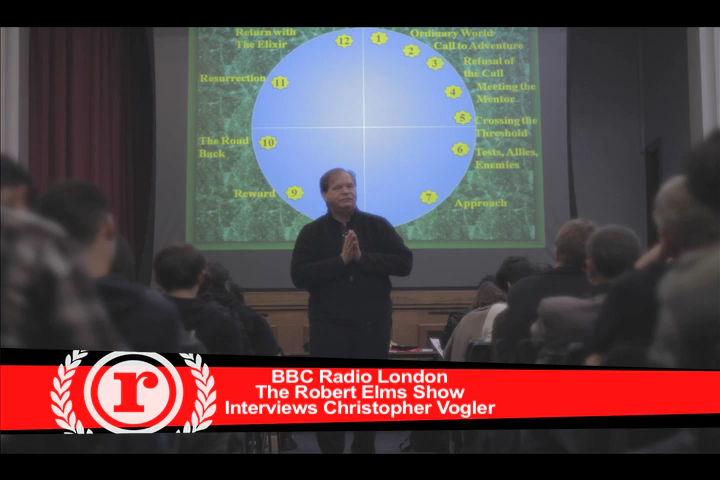 Return with
The Elixir
12
1
Ordinary World
2
Call to Adventure
3
Refusal of
the Call
4
Meeting the
Mentor
5
Crossing the
Threshold
6
Tests, Allies,
Enemies
7
Approach
9
Reward
10
The Road
Back
11
Resurrection
r
BBC Radio London
The Robert Elms Show
Interviews Christopher Vogler